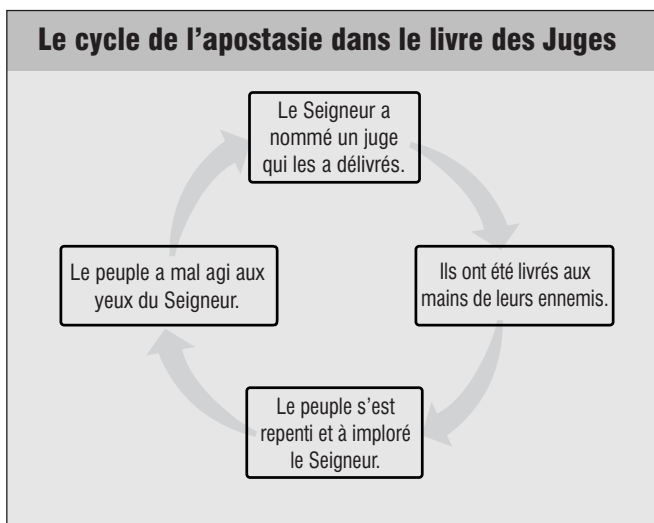 Le cycle de l’apostasie dans le livre des Juges
Le Seigneur a
nommé un juge
qui les a délivrés.
Le peuple a mal agi aux
yeux du Seigneur.
Ils ont été livrés aux
mains de leurs ennemis.
Le peuple s’est
repenti et à imploré
le Seigneur.